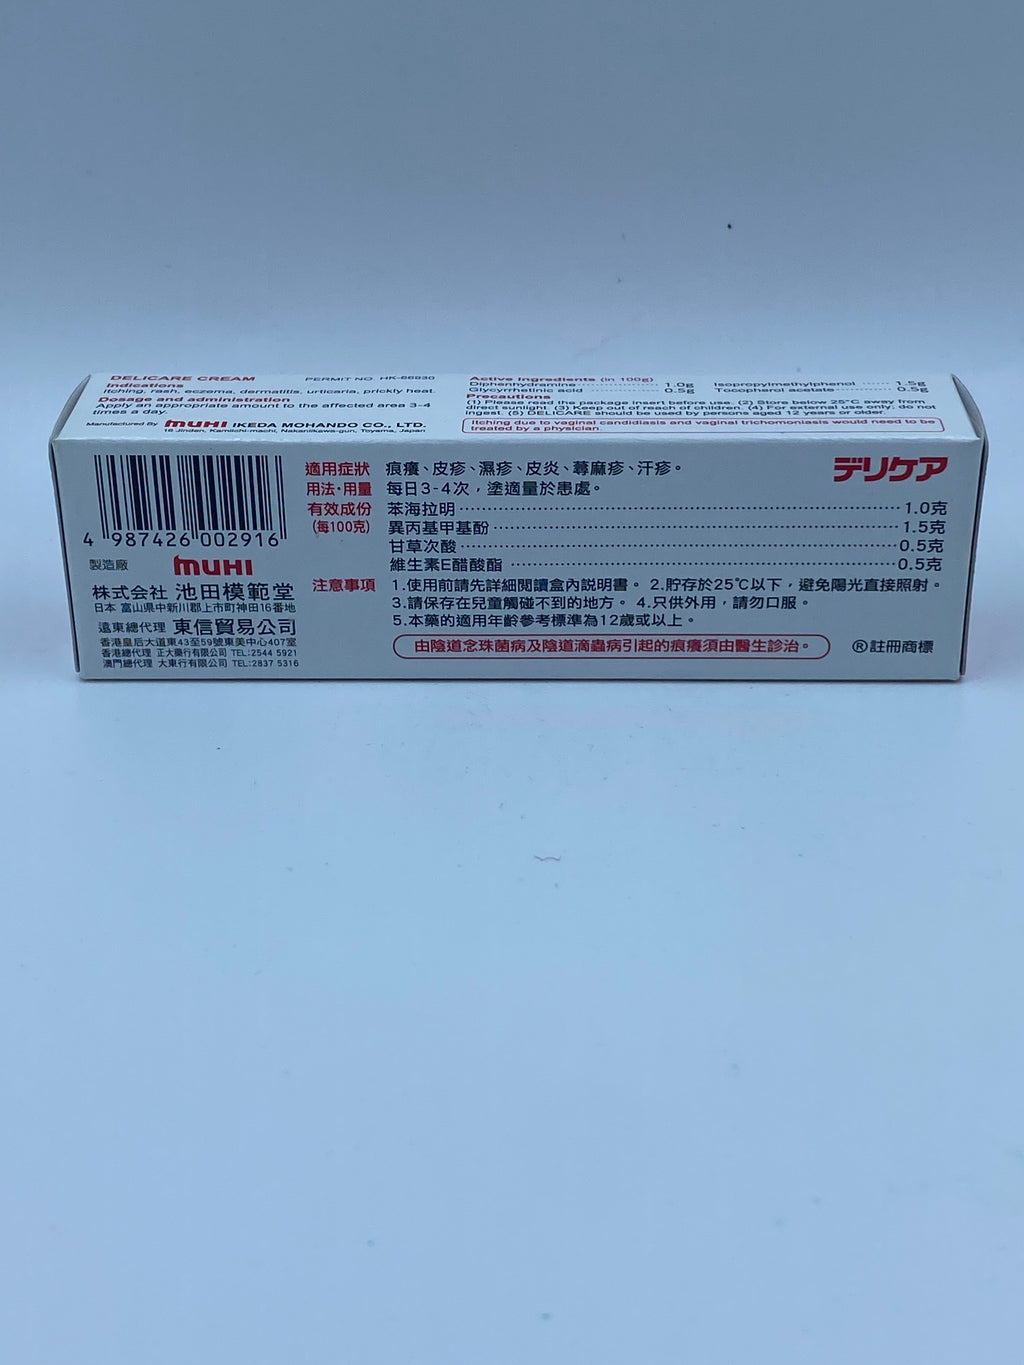 DELICARE CREAM PERMIT NO. HK-66830
Indications
Itching, rash, eczema, dermatitis, urticaria, prickly heat.
Dosage and administration
Apply an appropriate amount to the affected area 3-4
times a day.
Manufactured By muHI IKEDA MOHANDO CO., LTD.
16 Jinden, Kamiichi-machi, Nakaniikawa-gun, Toyama, Japan
Active Ingredients (in 100g)
Diphenhydramine 1.0g Isopropylmethylphenol 1.5g
Glycyrrhetinic acid 0.5g Tocopherol acetate 0.5g
Precautions
(1) Please read the package insert before use. (2) Store below 25°C away from
direct sunlight. (3) Keep out of reach of children. (4) For external use only; do not
ingest. (5) DELICARE should be used by persons aged 12 years or older.
Itching due to vaginal candidiasis and vaginal trichomoniasis would need to be
treated by a physician.
4 987426 002916
製造廠 muHI
株式会社 池田模範堂
日本 富山県中新川郡上市町神田16番地
遠東總代理 東信貿易公司
香港皇后大道東43至59號東美中心407室
香港總代理 正大藥行有限公司 TEL:2544 5921
澳門總代理 大東行有限公司 TEL:2837 5316
適用症狀 痕癢、皮疹、濕疹、皮炎、蕁麻疹、汗疹。
デリケア
用法·用量 每日3-4次，塗適量於患處。
有效成份 苯海拉明 1.0克
(每100克) 異丙基甲基酚 1.5克
甘草次酸 0.5克
維生素E醋酸酯 0.5克
注意事項 1.使用前請先詳細閱讀盒內說明書。 2.貯存於25℃以下，避免陽光直接照射。
3.請保存在兒童觸碰不到的地方。 4.只供外用，請勿口服。
5.本藥的適用年齡參考標準為12歲或以上。
由陰道念珠菌病及陰道滴蟲病引起的痕癢須由醫生診治。
®註冊商標